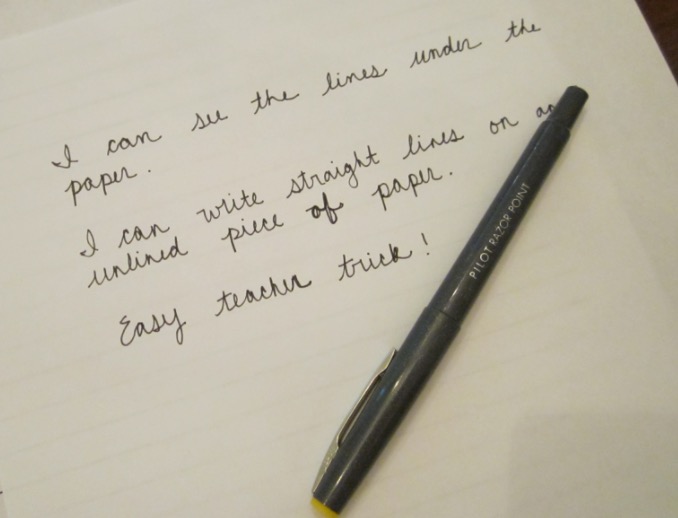 I can see the lines under the
paper.
I can write straight lines on an
unlined piece of paper.
Easy teacher trick!
PILOT RAZOR POINT